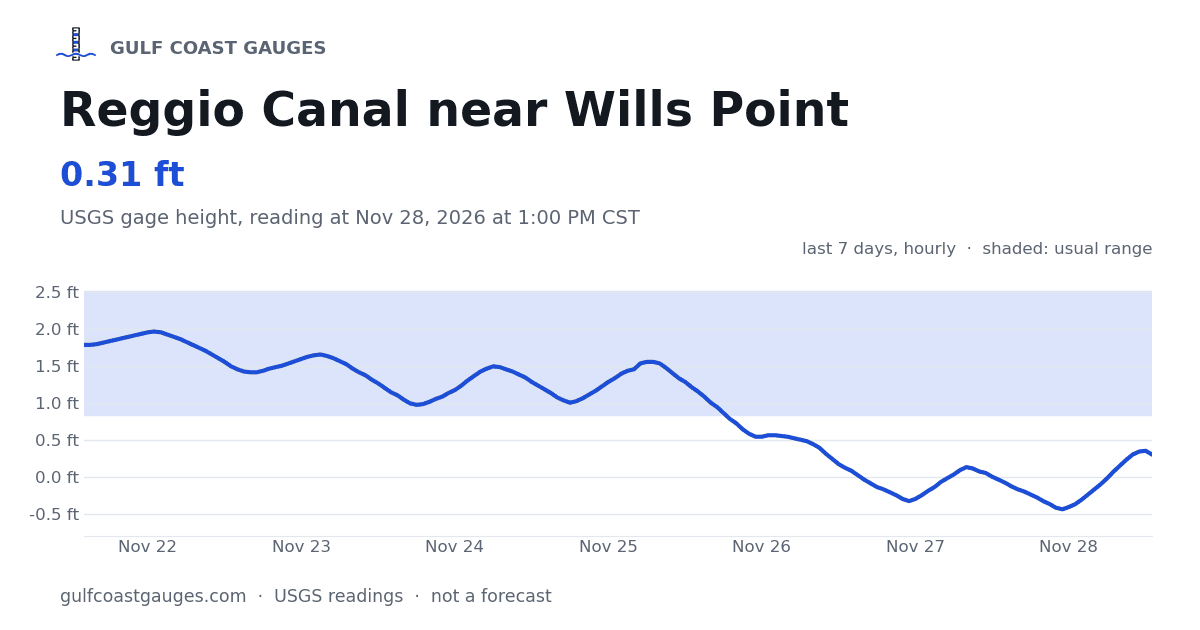 GULF COAST GAUGES
Reggio Canal near Wills Point
0.31 ft
USGS gage height, reading at Nov 28, 2026 at 1:00 PM CST
last 7 days, hourly · shaded: usual range
2.5 ft
2.0 ft
1.5 ft
1.0 ft
0.5 ft
0.0 ft
-0.5 ft
Nov 22 Nov 23 Nov 24 Nov 25 Nov 26 Nov 27 Nov 28
gulfcoastgauges.com · USGS readings · not a forecast